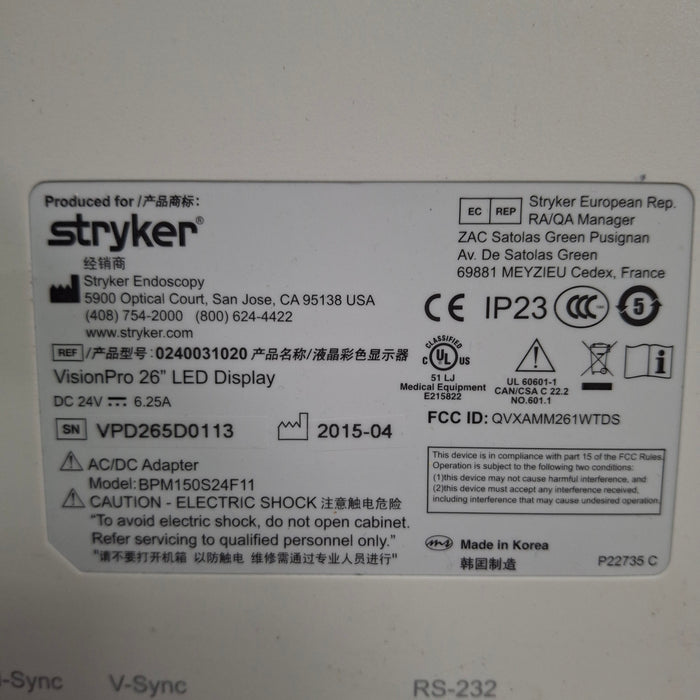 Produced for /产品商标:
stryker®
经销商
Stryker Endoscopy
5900 Optical Court, San Jose, CA 95138 USA
(408) 754-2000 (800) 624-4422
www.stryker.com
REF /产品型号: 0240031020 产品名称/液晶彩色显示器
VisionPro 26" LED Display
DC 24V 6.25A
SN VPD265D0113 2015-04
AC/DC Adapter
Model:BPM150S24F11
CAUTION - ELECTRIC SHOCK 注意触电危险
"To avoid electric shock, do not open cabinet.
Refer servicing to qualified personnel only."
"请不要打开机箱 以防触电 维修需通过专业人员进行"
EC REP Stryker European Rep.
RA/QA Manager
ZAC Satolas Green Pusignan
Av. De Satolas Green
69881 MEYZIEU Cedex, France
CE IP23 CCC 5
CLASSIFIED
C UL US
51 LJ
Medical Equipment
E215822
UL 60601-1
CAN/CSA C 22.2
NO.601.1
FCC ID: QVXAMM261WTDS
This device is in compliance with part 15 of the FCC Rules.
Operation is subject to the following two conditions:
(1)this device may not cause harmful interference, and
(2)this device must accept any interference received,
including interference that may cause undesired operation.
Made in Korea
韩国制造
P22735 C
-Sync V-Sync RS-232